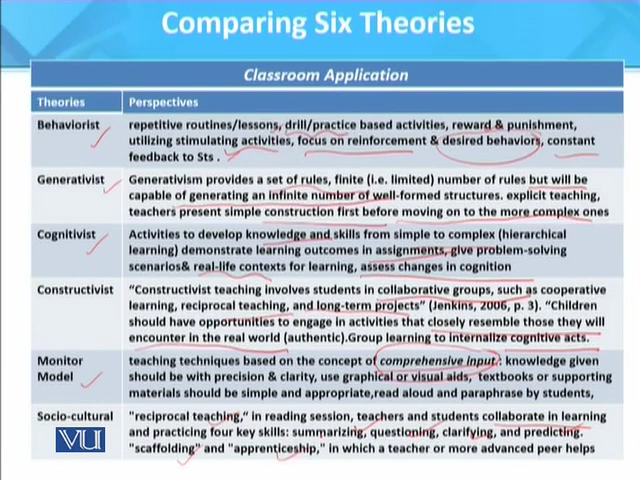 Comparing Six Theories
Classroom Application
Theories Perspectives
Behaviorist repetitive routines/lessons, drill/practice based activities, reward & punishment,
utilizing stimulating activities, focus on reinforcement & desired behaviors, constant
feedback to Sts .
Generativist Generativism provides a set of rules, finite (i.e. limited) number of rules but will be
capable of generating an infinite number of well-formed structures. explicit teaching,
teachers present simple construction first before moving on to the more complex ones
Cognitivist Activities to develop knowledge and skills from simple to complex (hierarchical
learning) demonstrate learning outcomes in assignments, give problem-solving
scenarios& real-life contexts for learning, assess changes in cognition
Constructivist "Constructivist teaching involves students in collaborative groups, such as cooperative
learning, reciprocal teaching, and long-term projects" (Jenkins, 2006, p. 3). "Children
should have opportunities to engage in activities that closely resemble those they will
encounter in the real world (authentic).Group learning to internalize cognitive acts.
Monitor teaching techniques based on the concept of comprehensive input.: knowledge given
Model should be with precision & clarity, use graphical or visual aids, textbooks or supporting
materials should be simple and appropriate,read aloud and paraphrase by students,
Socio-cultural "reciprocal teaching," in reading session, teachers and students collaborate in learning
and practicing four key skills: summarizing, questioning, clarifying, and predicting.
"scaffolding" and "apprenticeship," in which a teacher or more advanced peer helps
VU